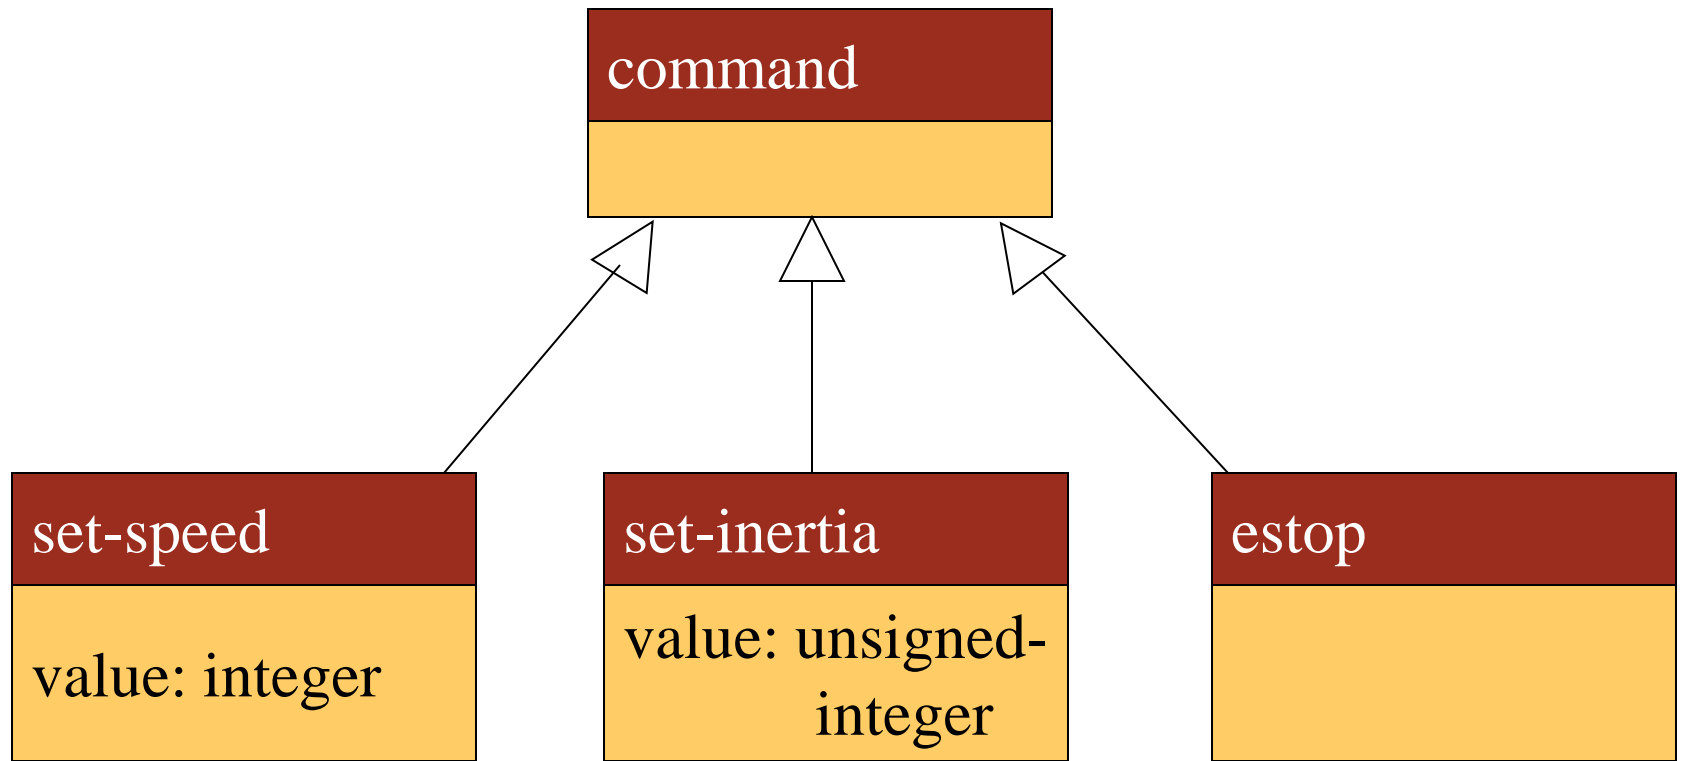 command
set-speed
value: integer
set-inertia
value: unsigned-
integer
estop